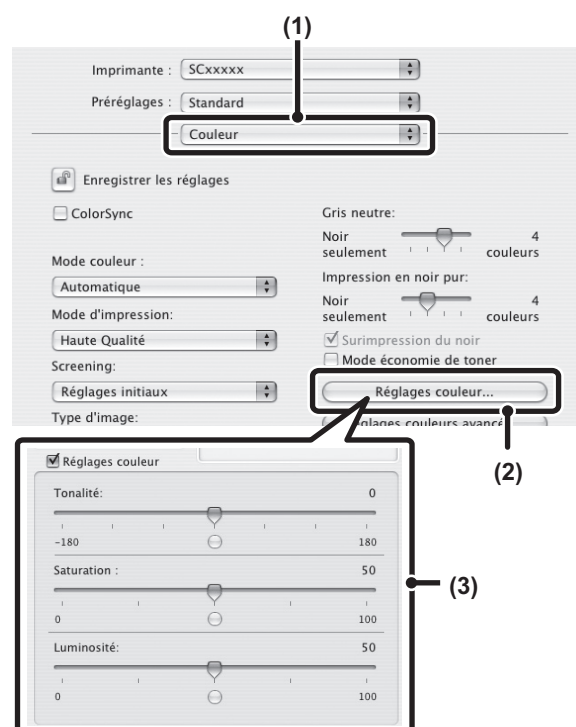 (1)
Imprimante : SCxxxxx
Préréglages : Standard
Couleur
Enregistrer les réglages
ColorSync
Mode couleur :
Automatique
Mode d'impression:
Haute Qualité
Screening:
Réglages initiaux
Type d'image:
Gris neutre:
Noir seulement 4 couleurs
Impression en noir pur:
Noir seulement 4 couleurs
Surimpression du noir
Mode économie de toner
Réglages couleur...
Réglages couleurs avancé
(2)
Réglages couleur
Tonalité: 0
-180 180
Saturation : 50
0 100
Luminosité: 50
0 100
(3)